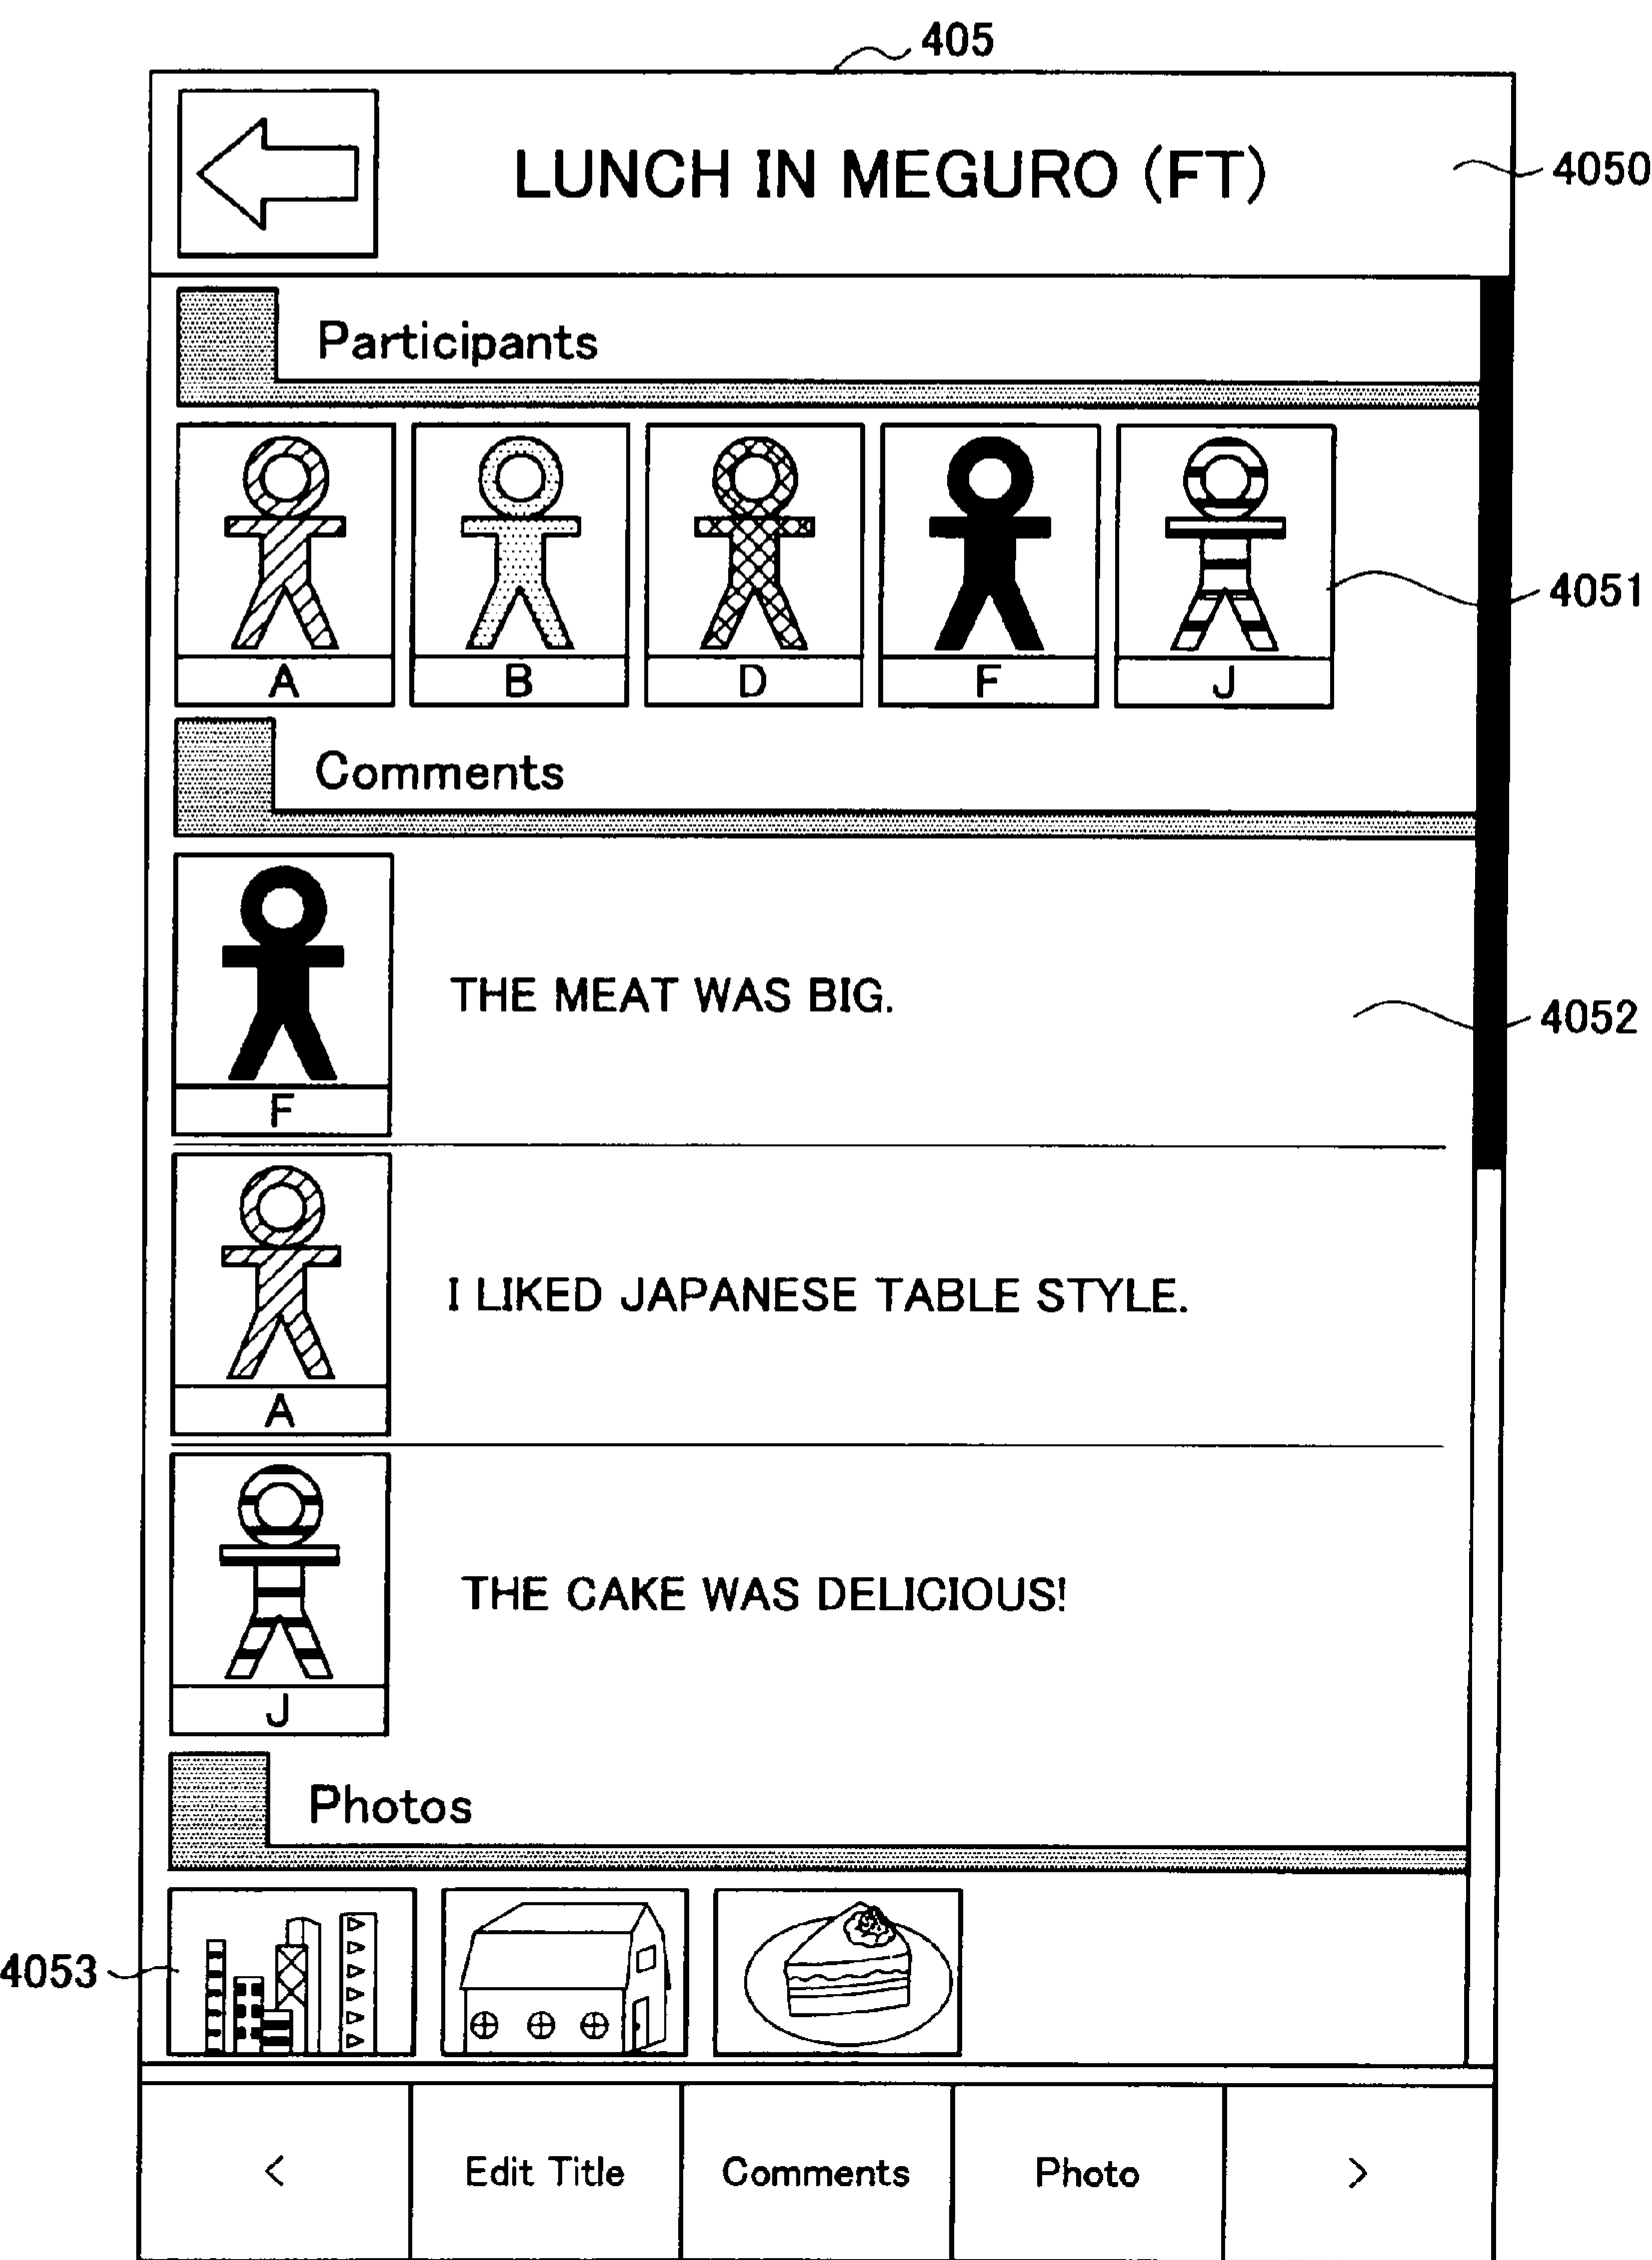 405
LUNCH IN MEGURO (FT)
4050
Participants
A B D F J
4051
Comments
THE MEAT WAS BIG.
4052
F
I LIKED JAPANESE TABLE STYLE.
A
THE CAKE WAS DELICIOUS!
J
Photos
4053
< Edit Title Comments Photo >